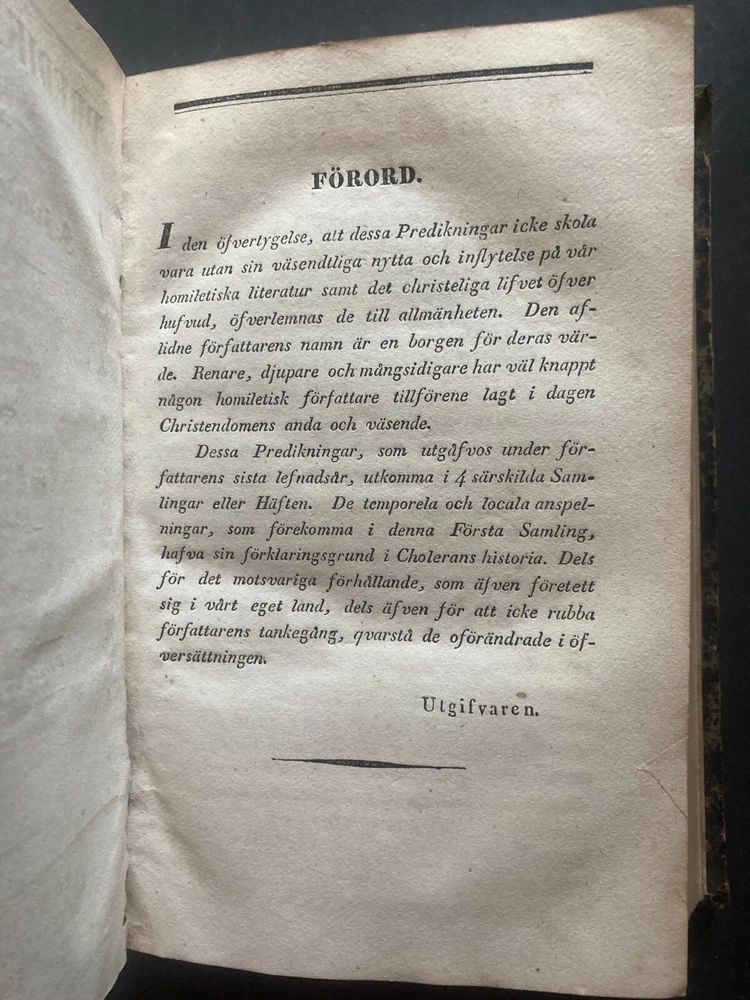 FÖRORD.
I den öfvertygelse, att dessa Predikningar icke skola
vara utan sin väsendtliga nytta och inflytelse på vår
homiletiska literatur samt det christeliga lifvet öfver
hufvud, öfverlemnas de till allmänheten. Den af-
lidne författarens namn är en borgen för deras vär-
de. Renare, djupare och mångsidigare har väl knappt
någon homiletisk författare tillförene lagt i dagen
Christendomens anda och väsende.
Dessa Predikningar, som utgåfvos under för-
fattarens sista lefnadsår, utkomma i 4 särskilda Sam-
lingar eller Häften. De temporela och locala anspel-
ningar, som förekomma i denna Första Samling,
hafva sin förklaringsgrund i Cholerans historia. Dels
för det motsvariga förhållande, som äfven företett
sig i vårt eget land, dels äfven för att icke rubba
författarens tankegång, qvarstå de oförändrade i öf-
versättningen.
Utgifvaren.